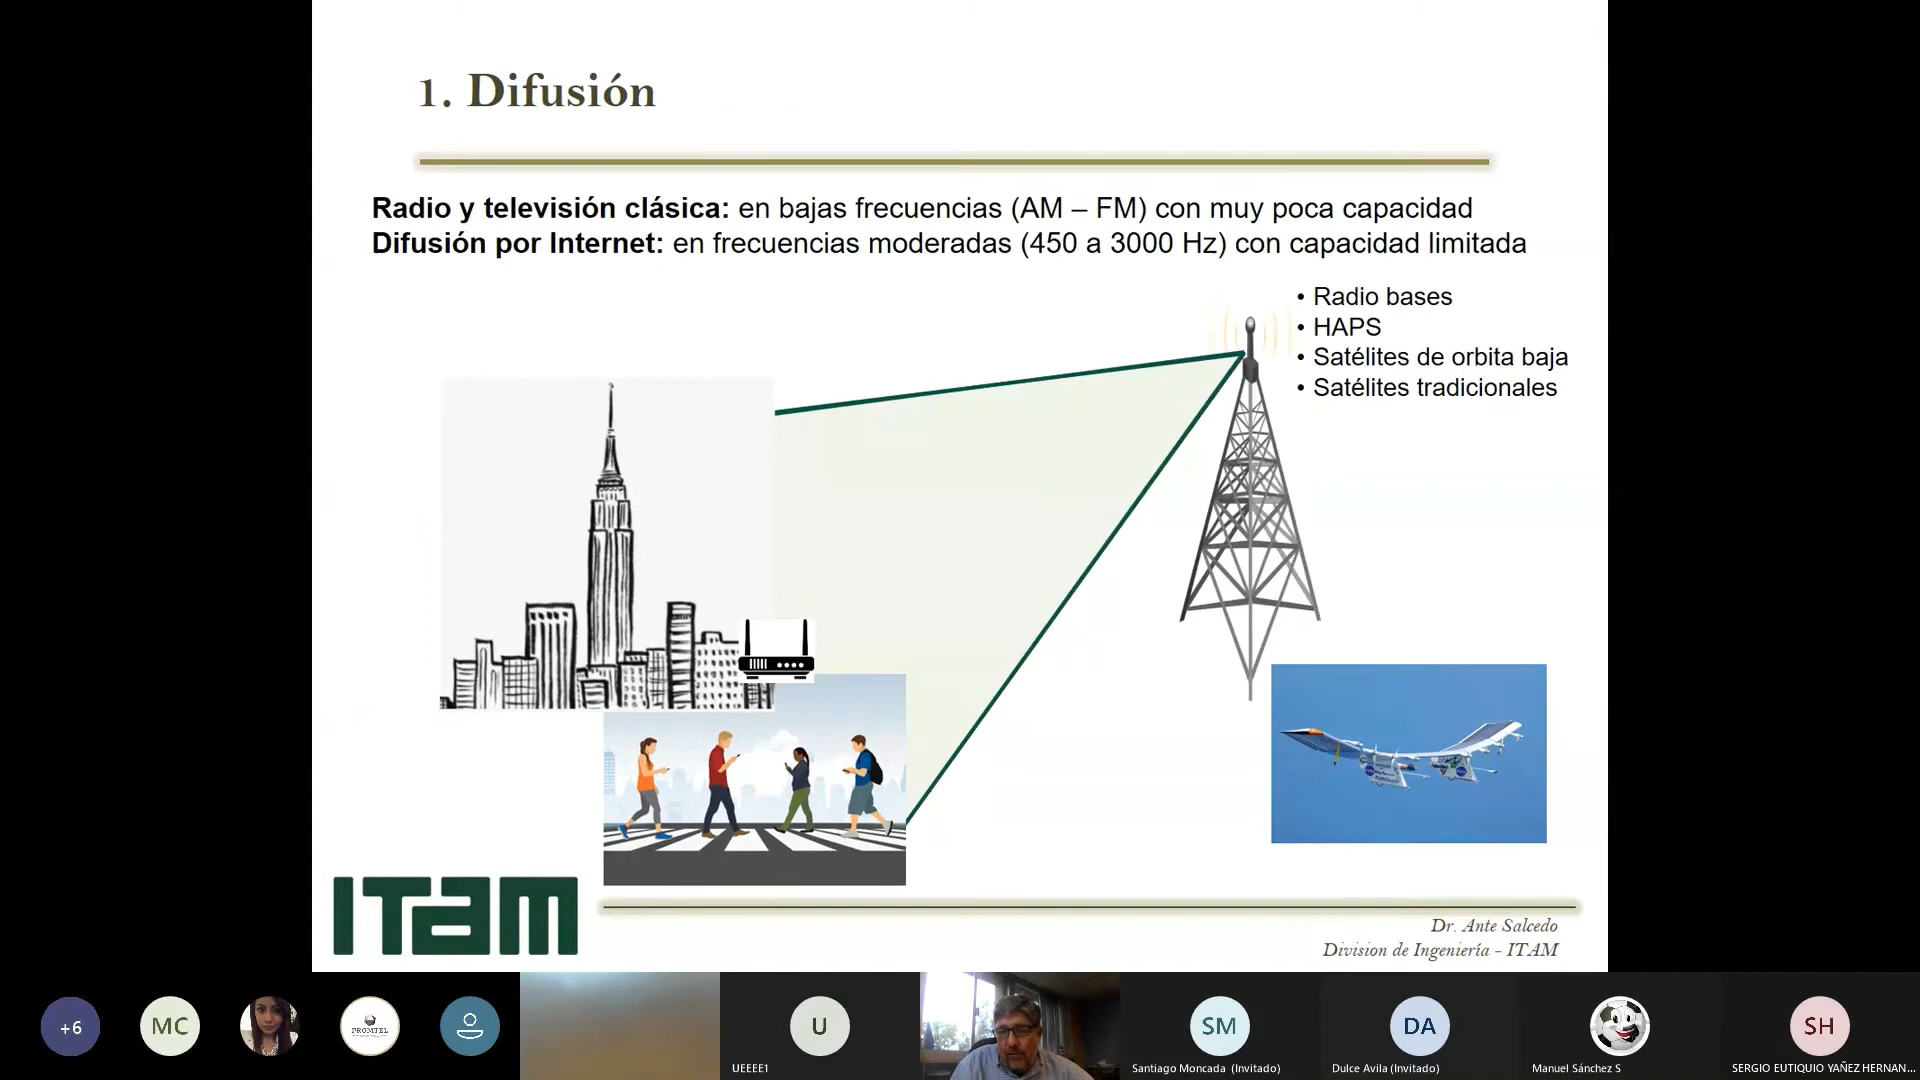 1. Difusión
Radio y televisión clásica: en bajas frecuencias (AM – FM) con muy poca capacidad
Difusión por Internet: en frecuencias moderadas (450 a 3000 Hz) con capacidad limitada
• Radio bases
• HAPS
• Satélites de orbita baja
• Satélites tradicionales
ITAM
Dr. Ante Salcedo
Division de Ingeniería - ITAM
+6
MC
PROMTEL
U
UEEEE1
SM
Santiago Moncada (Invitado)
DA
Dulce Avila (Invitado)
Manuel Sánchez S
SH
SERGIO EUTIQUIO YAÑEZ HERNAN...